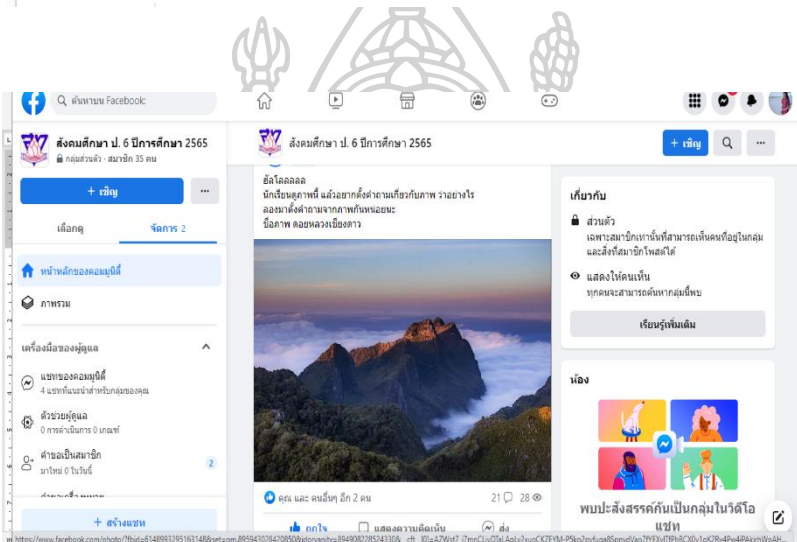 ค้นหาบน Facebook
สังคมศึกษา ป. 6 ปีการศึกษา 2565
กลุ่มส่วนตัว · สมาชิก 35 คน
+ เชิญ
เลือกดู
จัดการ 2
หน้าหลักของคอมมูนิตี้
ภาพรวม
เครื่องมือของผู้ดูแล
แชทของคอมมูนิตี้
4 แชทที่แนะนำสำหรับกลุ่มของคุณ
ตัวช่วยผู้ดูแล
0 การดำเนินการ 0 เกณฑ์
คำขอเป็นสมาชิก
มาใหม่ 0 ในวันนี้
2
+ สร้างแชท
สังคมศึกษา ป. 6 ปีการศึกษา 2565
+ เชิญ
ฮัลโลลลลล
นักเรียนดูภาพนี้ แล้วอยากตั้งคำถามเกี่ยวกับภาพ ว่าอย่างไร
ลองมาตั้งคำถามจากภาพกันหน่อยนะ
ชื่อภาพ ดอยหลวงเชียงดาว
คุณ และ คนอื่นๆ อีก 2 คน
21
28
ถูกใจ
แสดงความคิดเห็น
ส่ง
เกี่ยวกับ
ส่วนตัว
เฉพาะสมาชิกเท่านั้นที่สามารถเห็นคนที่อยู่ในกลุ่ม
และสิ่งที่สมาชิกโพสต์ได้
แสดงให้คนเห็น
ทุกคนจะสามารถค้นหากลุ่มนี้พบ
เรียนรู้เพิ่มเติม
ห้อง
พบปะสังสรรค์กันเป็นกลุ่มในวิดีโอ
แชท